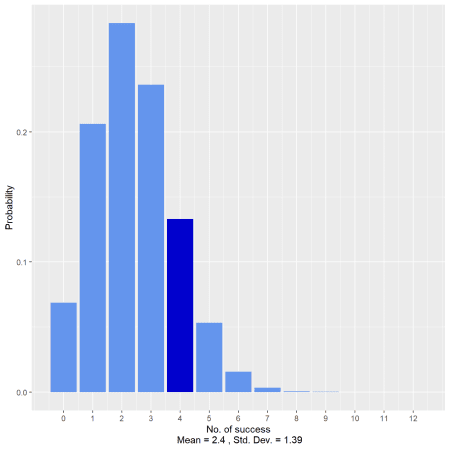 Probability
0.2
0.1
0.0
0 1 2 3 4 5 6 7 8 9 10 11 12
No. of success
Mean = 2.4 , Std. Dev. = 1.39